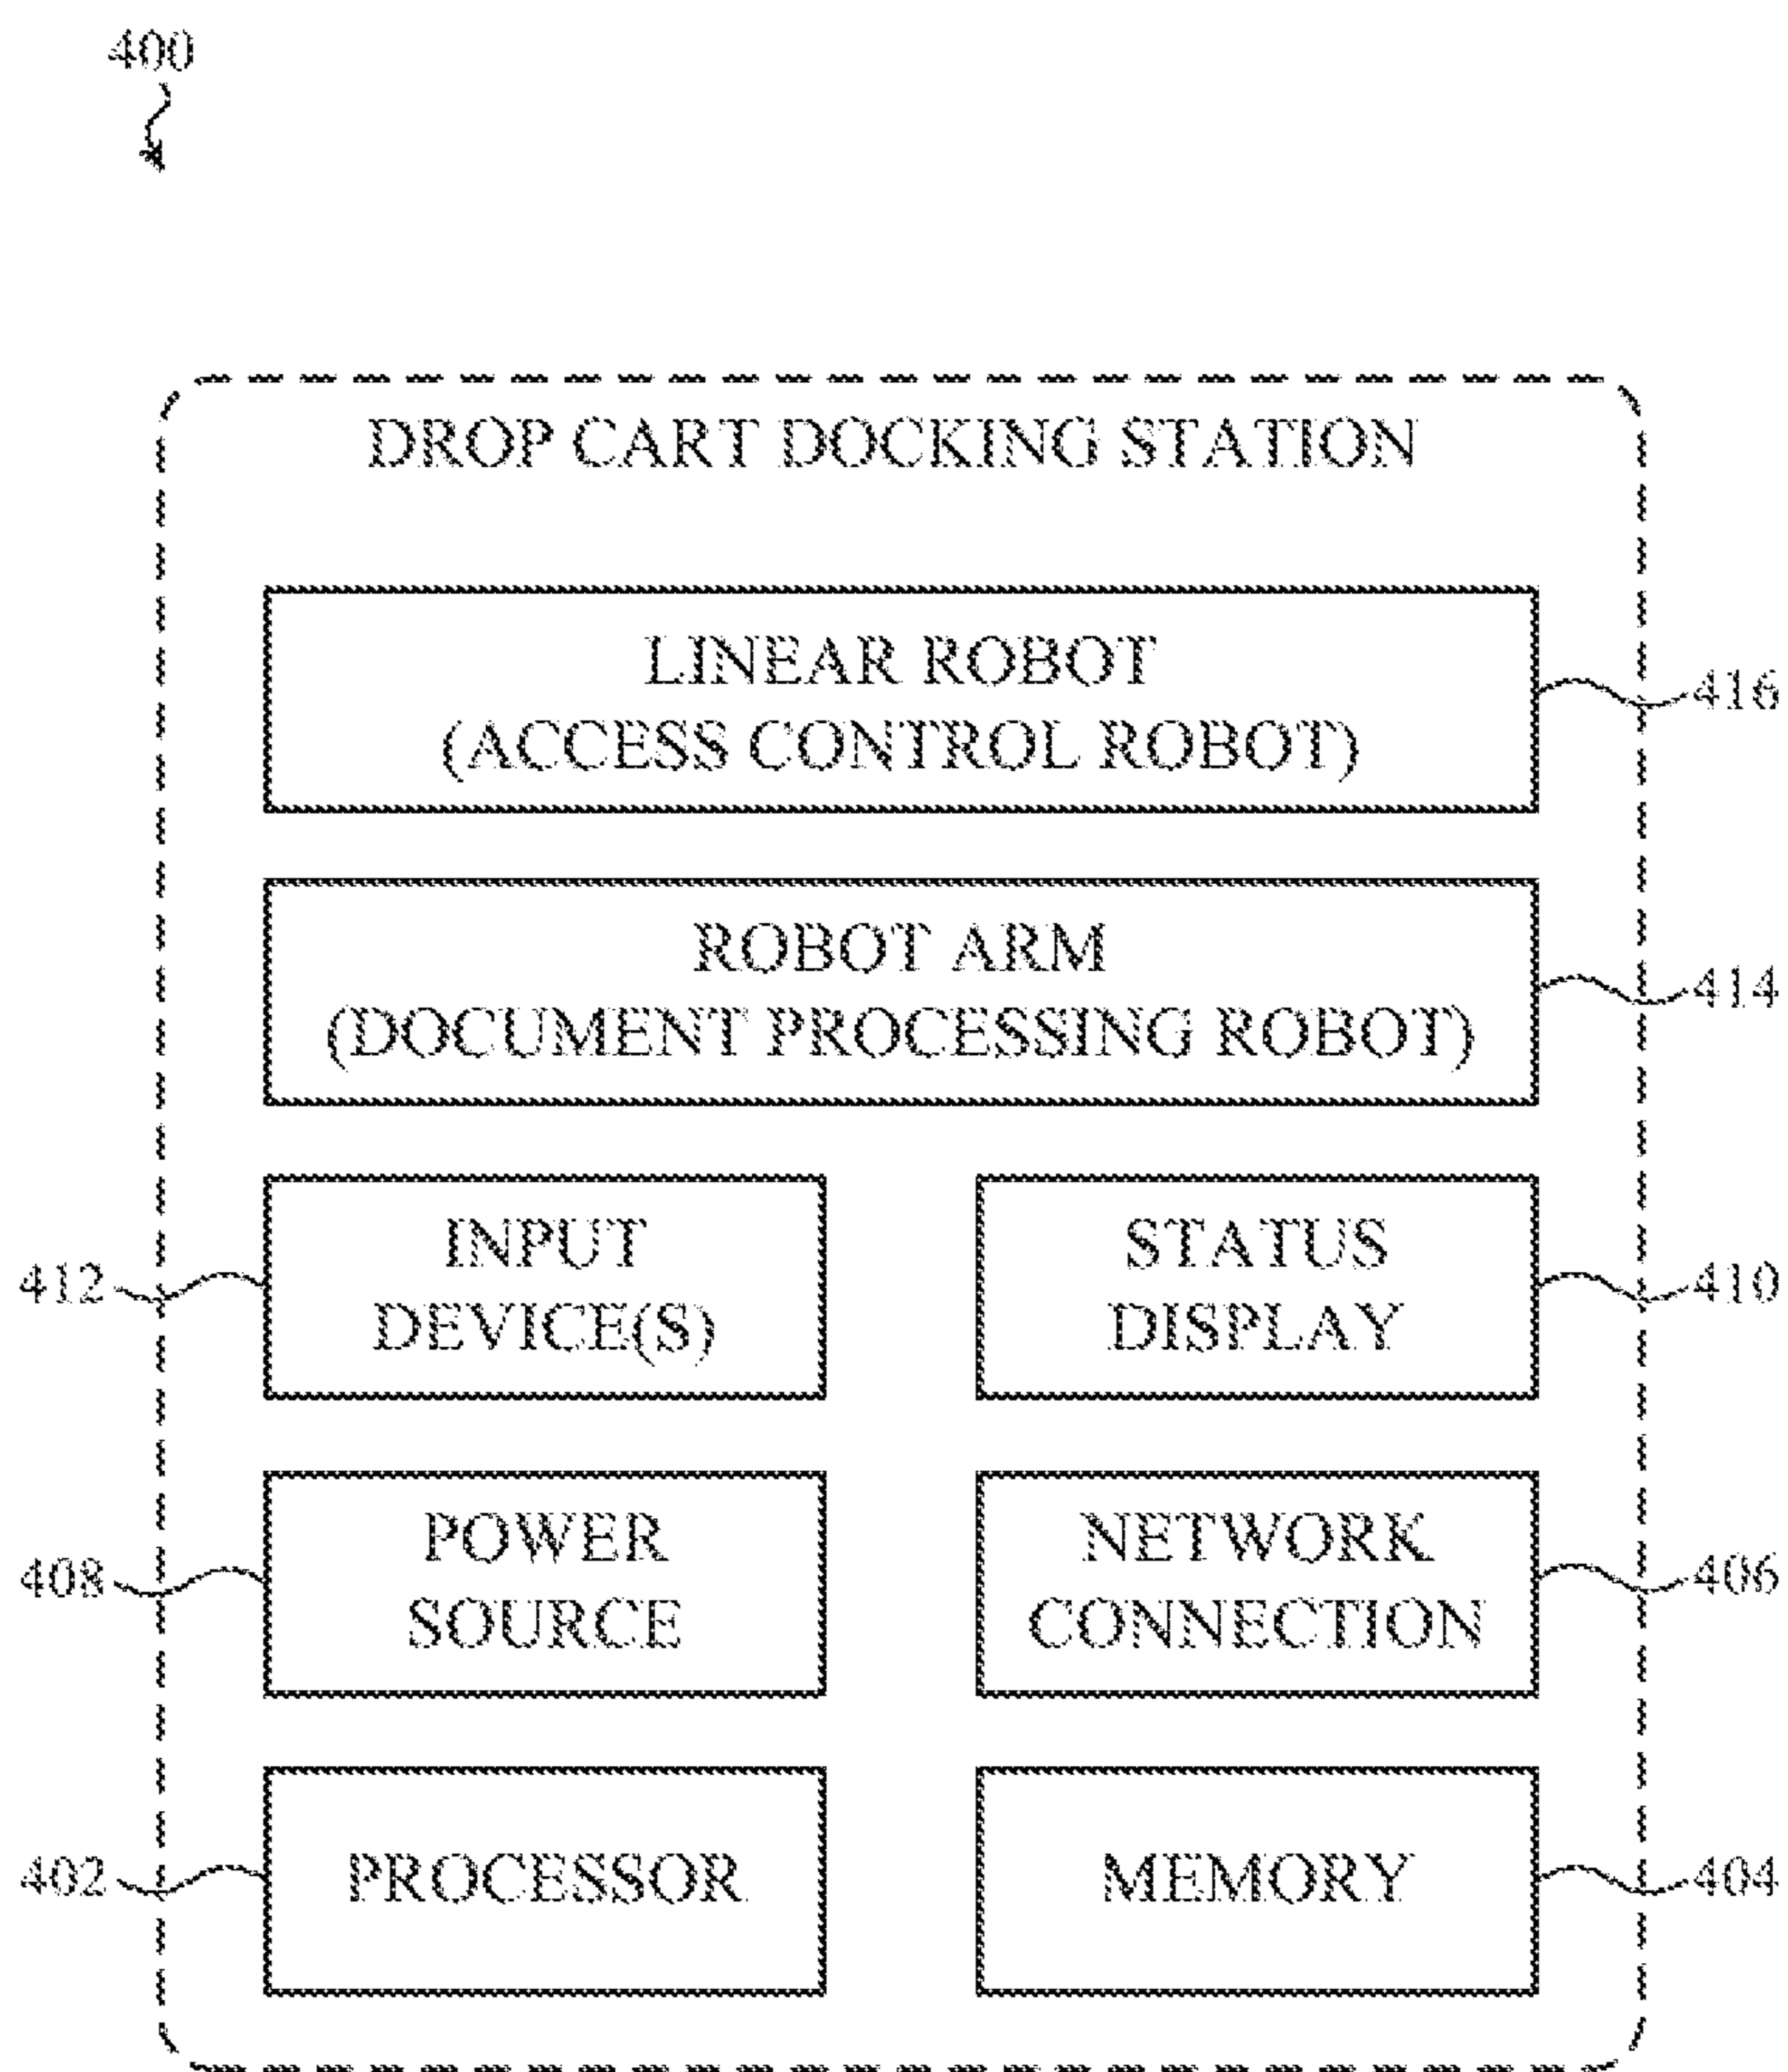 400
DROP CART DOCKING STATION
LINEAR ROBOT
(ACCESS CONTROL ROBOT)
416
ROBOT ARM
(DOCUMENT PROCESSING ROBOT)
414
412
INPUT
DEVICE(S)
STATUS
DISPLAY
410
408
POWER
SOURCE
NETWORK
CONNECTION
406
402
PROCESSOR
MEMORY
404